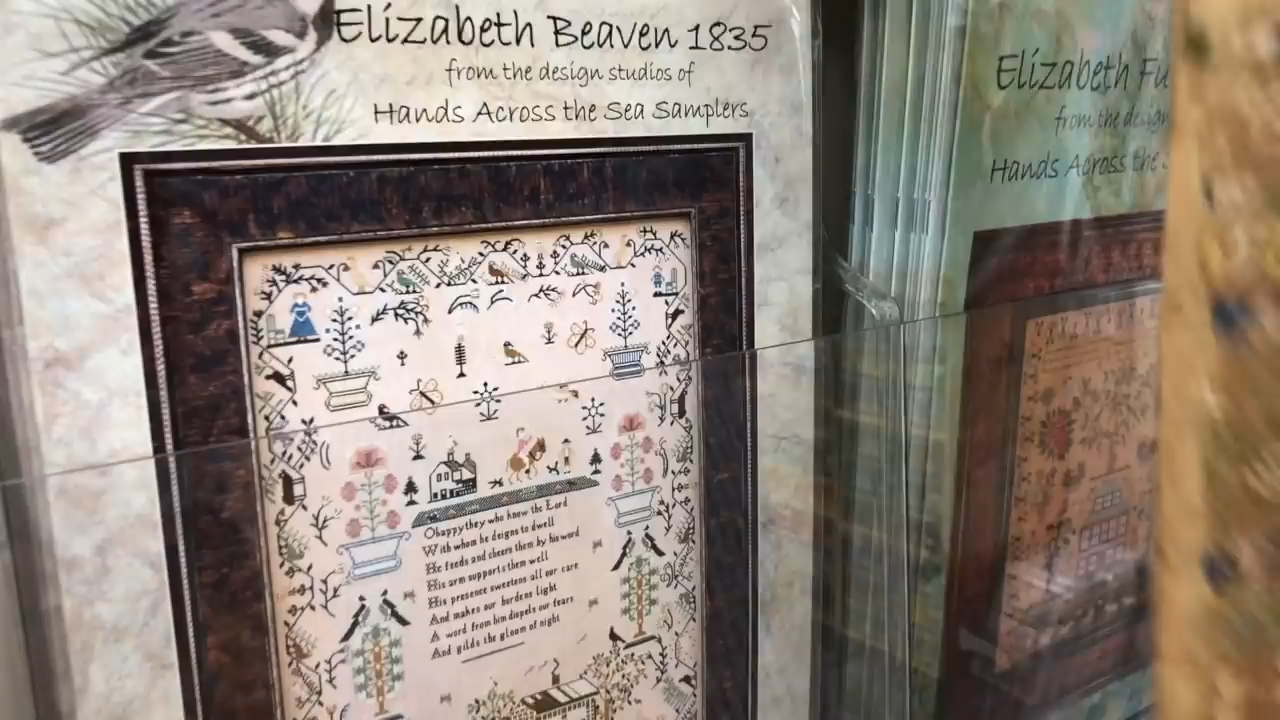 Elizabeth Beaven 1835
from the design studios of
Hands Across the Sea Samplers
O happy they who know the Lord
With whom he deigns to dwell
He feeds and cheers them by his word
His arm supports them well
His presence sweetens all our care
And makes our burdens light
A word from him dispels our fears
And gilds the gloom of night
Elizabeth Fu
from the design
Hands Across the